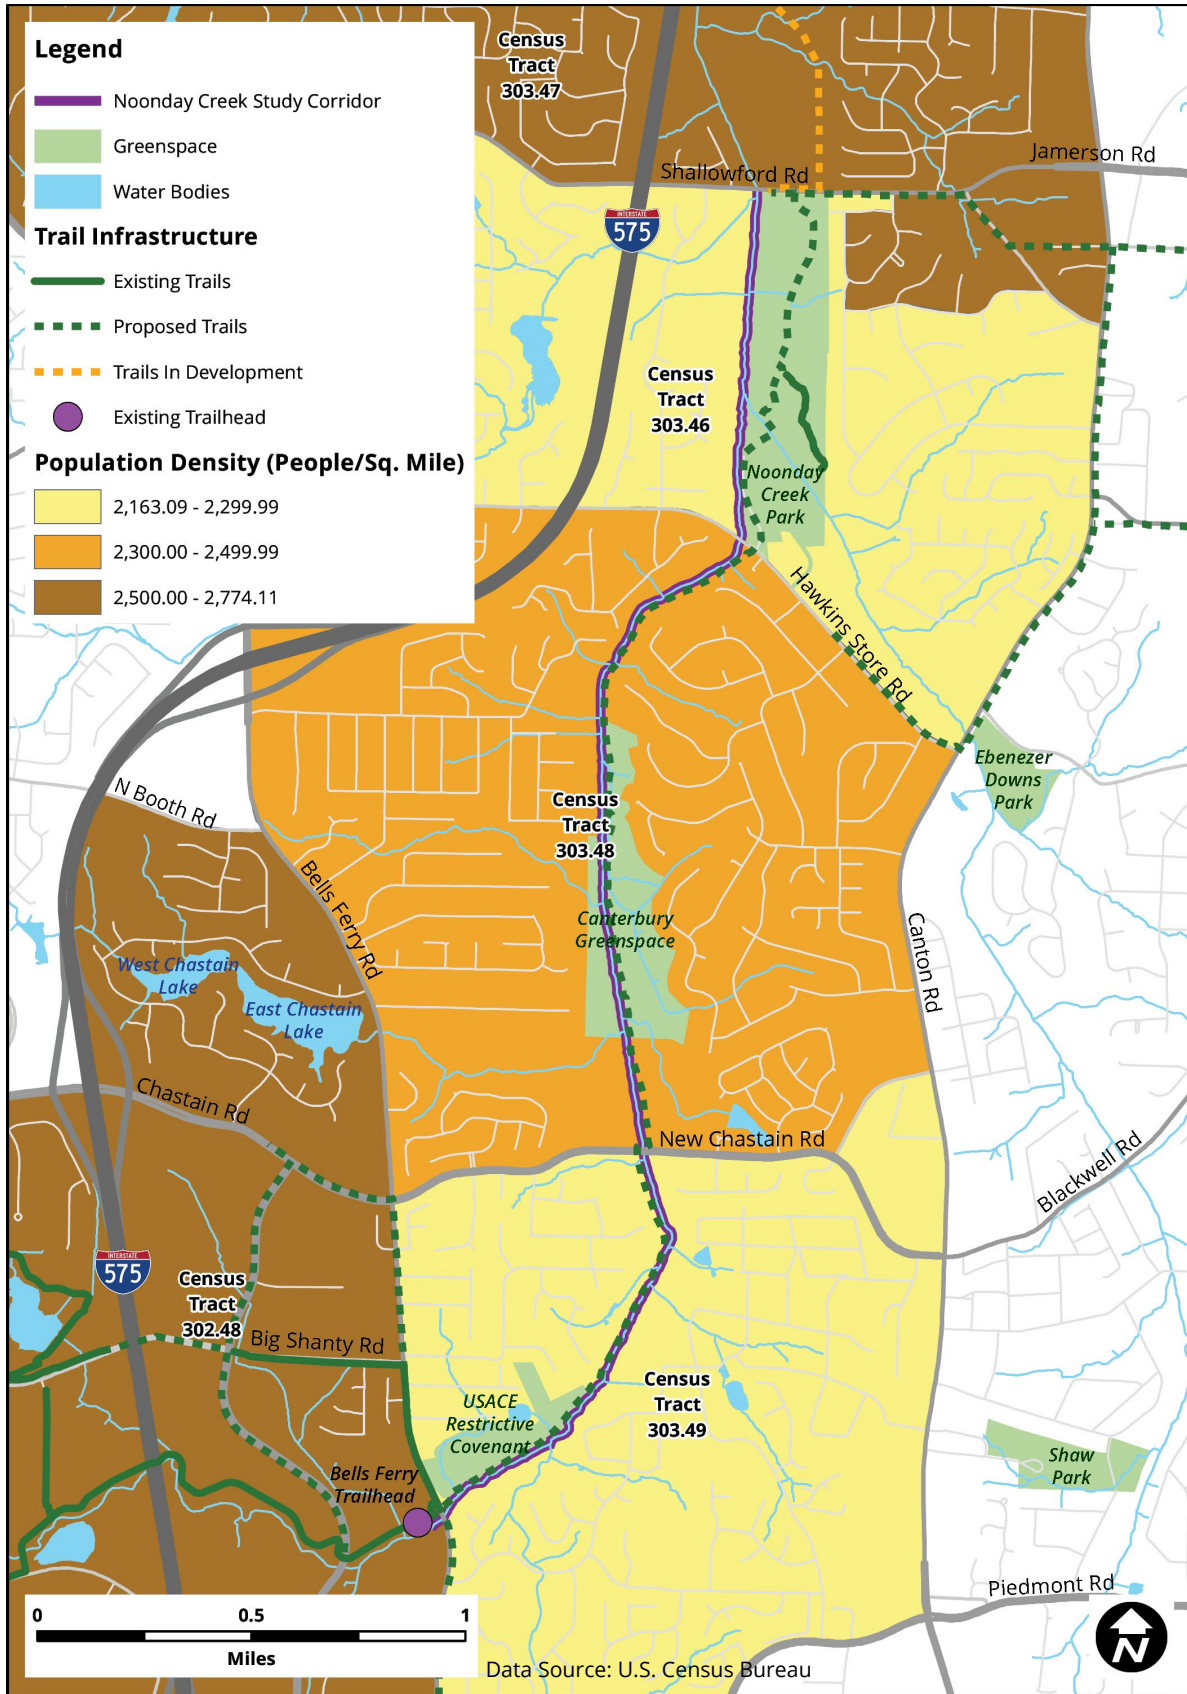 Legend
Noonday Creek Study Corridor
Greenspace
Water Bodies
Trail Infrastructure
Existing Trails
Proposed Trails
Trails In Development
Existing Trailhead
Population Density (People/Sq. Mile)
2,163.09 - 2,299.99
2,300.00 - 2,499.99
2,500.00 - 2,774.11
Census
Tract
303.47
Shallowford Rd
Jamerson Rd
INTERSTATE
575
Census
Tract
303.46
Noonday
Creek
Park
Hawkins Store Rd
Ebenezer
Downs
Park
N Booth Rd
Census
Tract
303.48
Bells Ferry Rd
Canterbury
Greenspace
Canton Rd
West Chastain
Lake
East Chastain
Lake
Chastain Rd
New Chastain Rd
Blackwell Rd
INTERSTATE
575
Census
Tract
302.48
Big Shanty Rd
Census
Tract
303.49
USACE
Restrictive
Covenant
Bells Ferry
Trailhead
Shaw
Park
Piedmont Rd
0 0.5 1
Miles
Data Source: U.S. Census Bureau
N